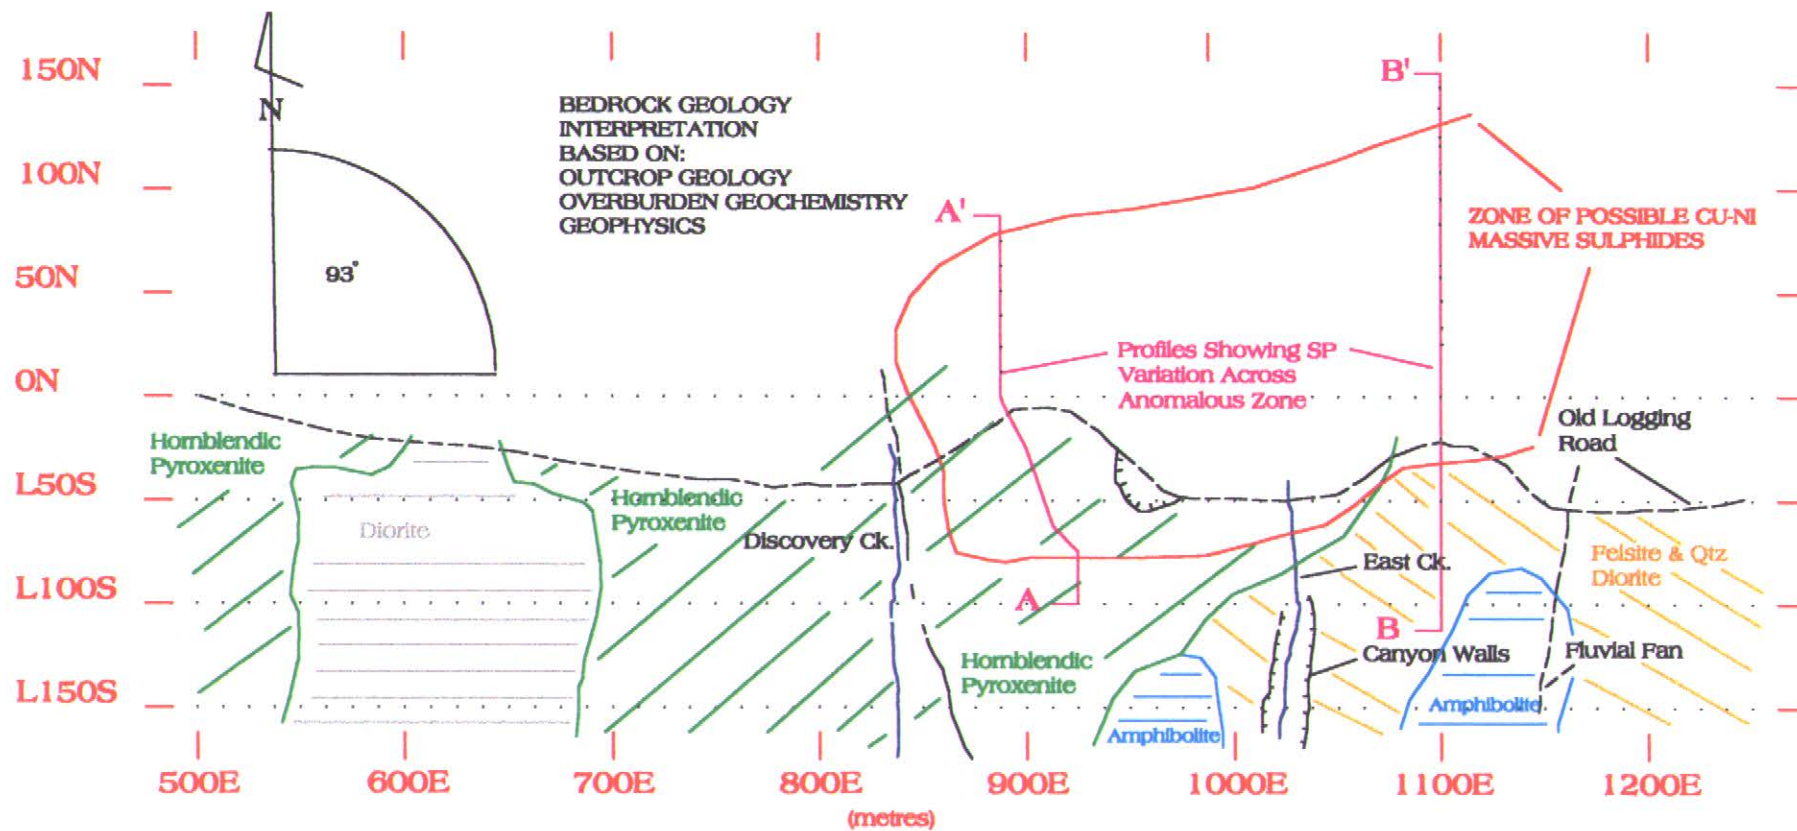 150N
100N
50N
0N
L50S
L100S
L150S
N
93°
BEDROCK GEOLOGY
INTERPRETATION
BASED ON:
OUTCROP GEOLOGY
OVERBURDEN GEOCHEMISTRY
GEOPHYSICS
A'
B'
ZONE OF POSSIBLE CU-NI
MASSIVE SULPHIDES
Profiles Showing SP
Variation Across
Anomalous Zone
Old Logging
Road
Hornblendic
Pyroxenite
Hornblendic
Pyroxenite
Diorite
Discovery Ck.
East Ck.
Felsite & Qtz
Diorite
A
B
Canyon Walls
Fluvial Fan
Hornblendic
Pyroxenite
Amphibolite
Amphibolite
500E
600E
700E
800E
900E
1000E
1100E
1200E
(metres)